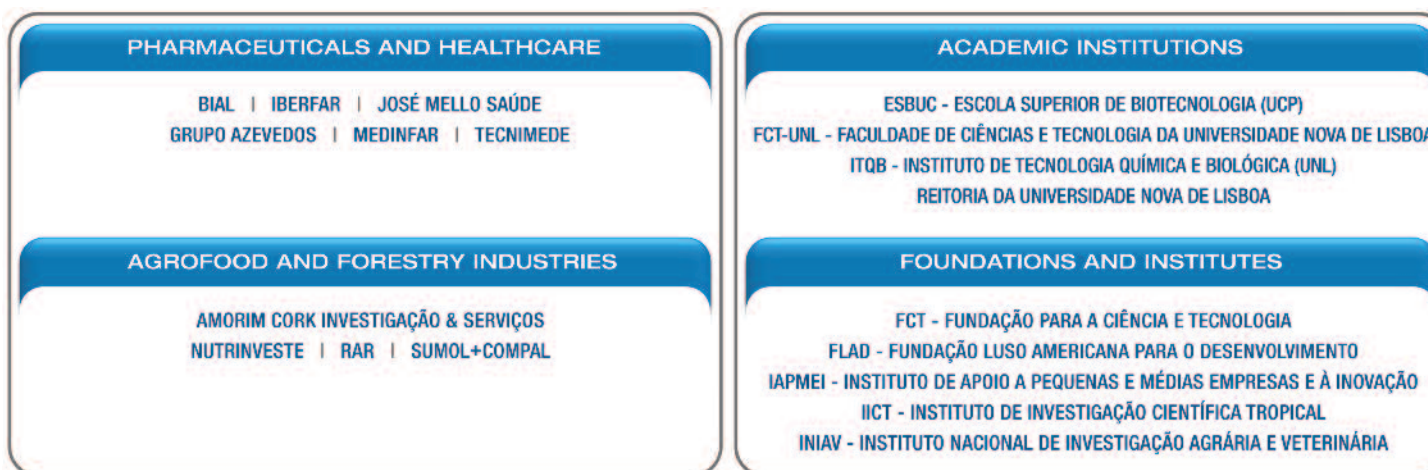 PHARMACEUTICALS AND HEALTHCARE
BIAL | IBERFAR | JOSÉ MELLO SAÚDE
GRUPO AZEVEDOS | MEDINFAR | TECNIMEDE
AGROFOOD AND FORESTRY INDUSTRIES
AMORIM CORK INVESTIGAÇÃO & SERVIÇOS
NUTRINVESTE | RAR | SUMOL+COMPAL
ACADEMIC INSTITUTIONS
ESBUC - ESCOLA SUPERIOR DE BIOTECNOLOGIA (UCP)
FCT-UNL - FACULDADE DE CIÊNCIAS E TECNOLOGIA DA UNIVERSIDADE NOVA DE LISBOA
ITQB - INSTITUTO DE TECNOLOGIA QUÍMICA E BIOLÓGICA (UNL)
REITORIA DA UNIVERSIDADE NOVA DE LISBOA
FOUNDATIONS AND INSTITUTES
FCT - FUNDAÇÃO PARA A CIÊNCIA E TECNOLOGIA
FLAD - FUNDAÇÃO LUSO AMERICANA PARA O DESENVOLVIMENTO
IAPMEI - INSTITUTO DE APOIO A PEQUENAS E MÉDIAS EMPRESAS E À INOVAÇÃO
IICT - INSTITUTO DE INVESTIGAÇÃO CIENTÍFICA TROPICAL
INIAV - INSTITUTO NACIONAL DE INVESTIGAÇÃO AGRÁRIA E VETERINÁRIA